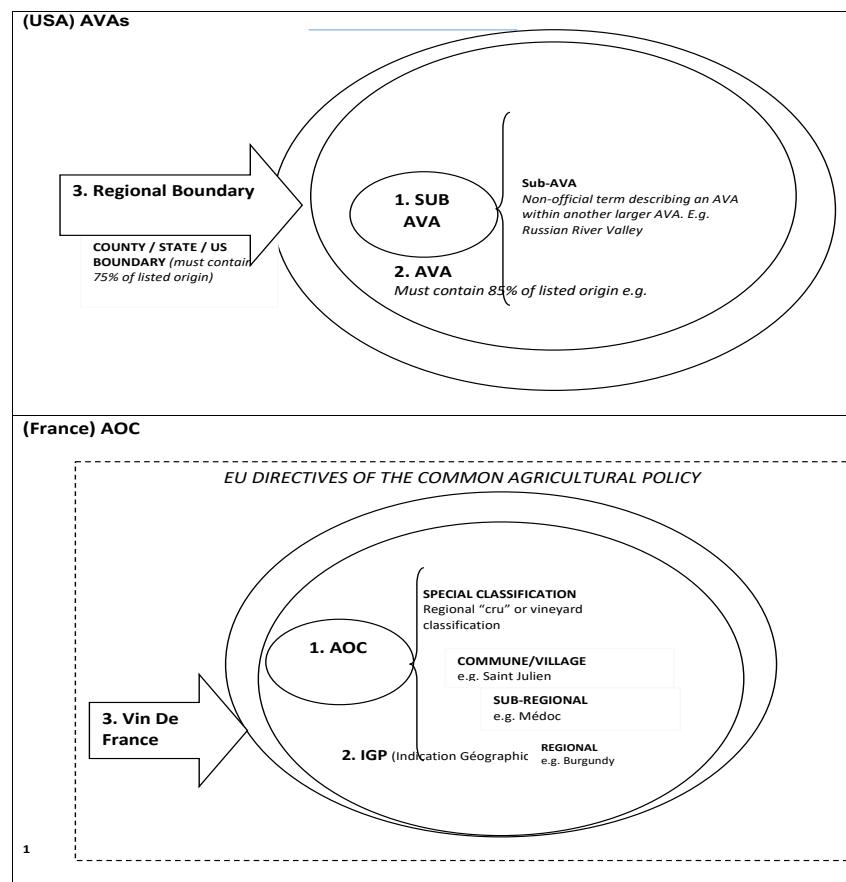 (USA) AVAs
3. Regional Boundary
COUNTY / STATE / US
BOUNDARY (must contain
75% of listed origin)
1. SUB
AVA
Sub-AVA
Non-official term describing an AVA
within another larger AVA. E.g.
Russian River Valley
2. AVA
Must contain 85% of listed origin e.g.
(France) AOC
EU DIRECTIVES OF THE COMMON AGRICULTURAL POLICY
SPECIAL CLASSIFICATION
Regional “cru” or vineyard
classification
1. AOC
COMMUNE/VILLAGE
e.g. Saint Julien
SUB-REGIONAL
e.g. Médoc
3. Vin De
France
2. IGP (Indication Géographic
REGIONAL
e.g. Burgundy
1